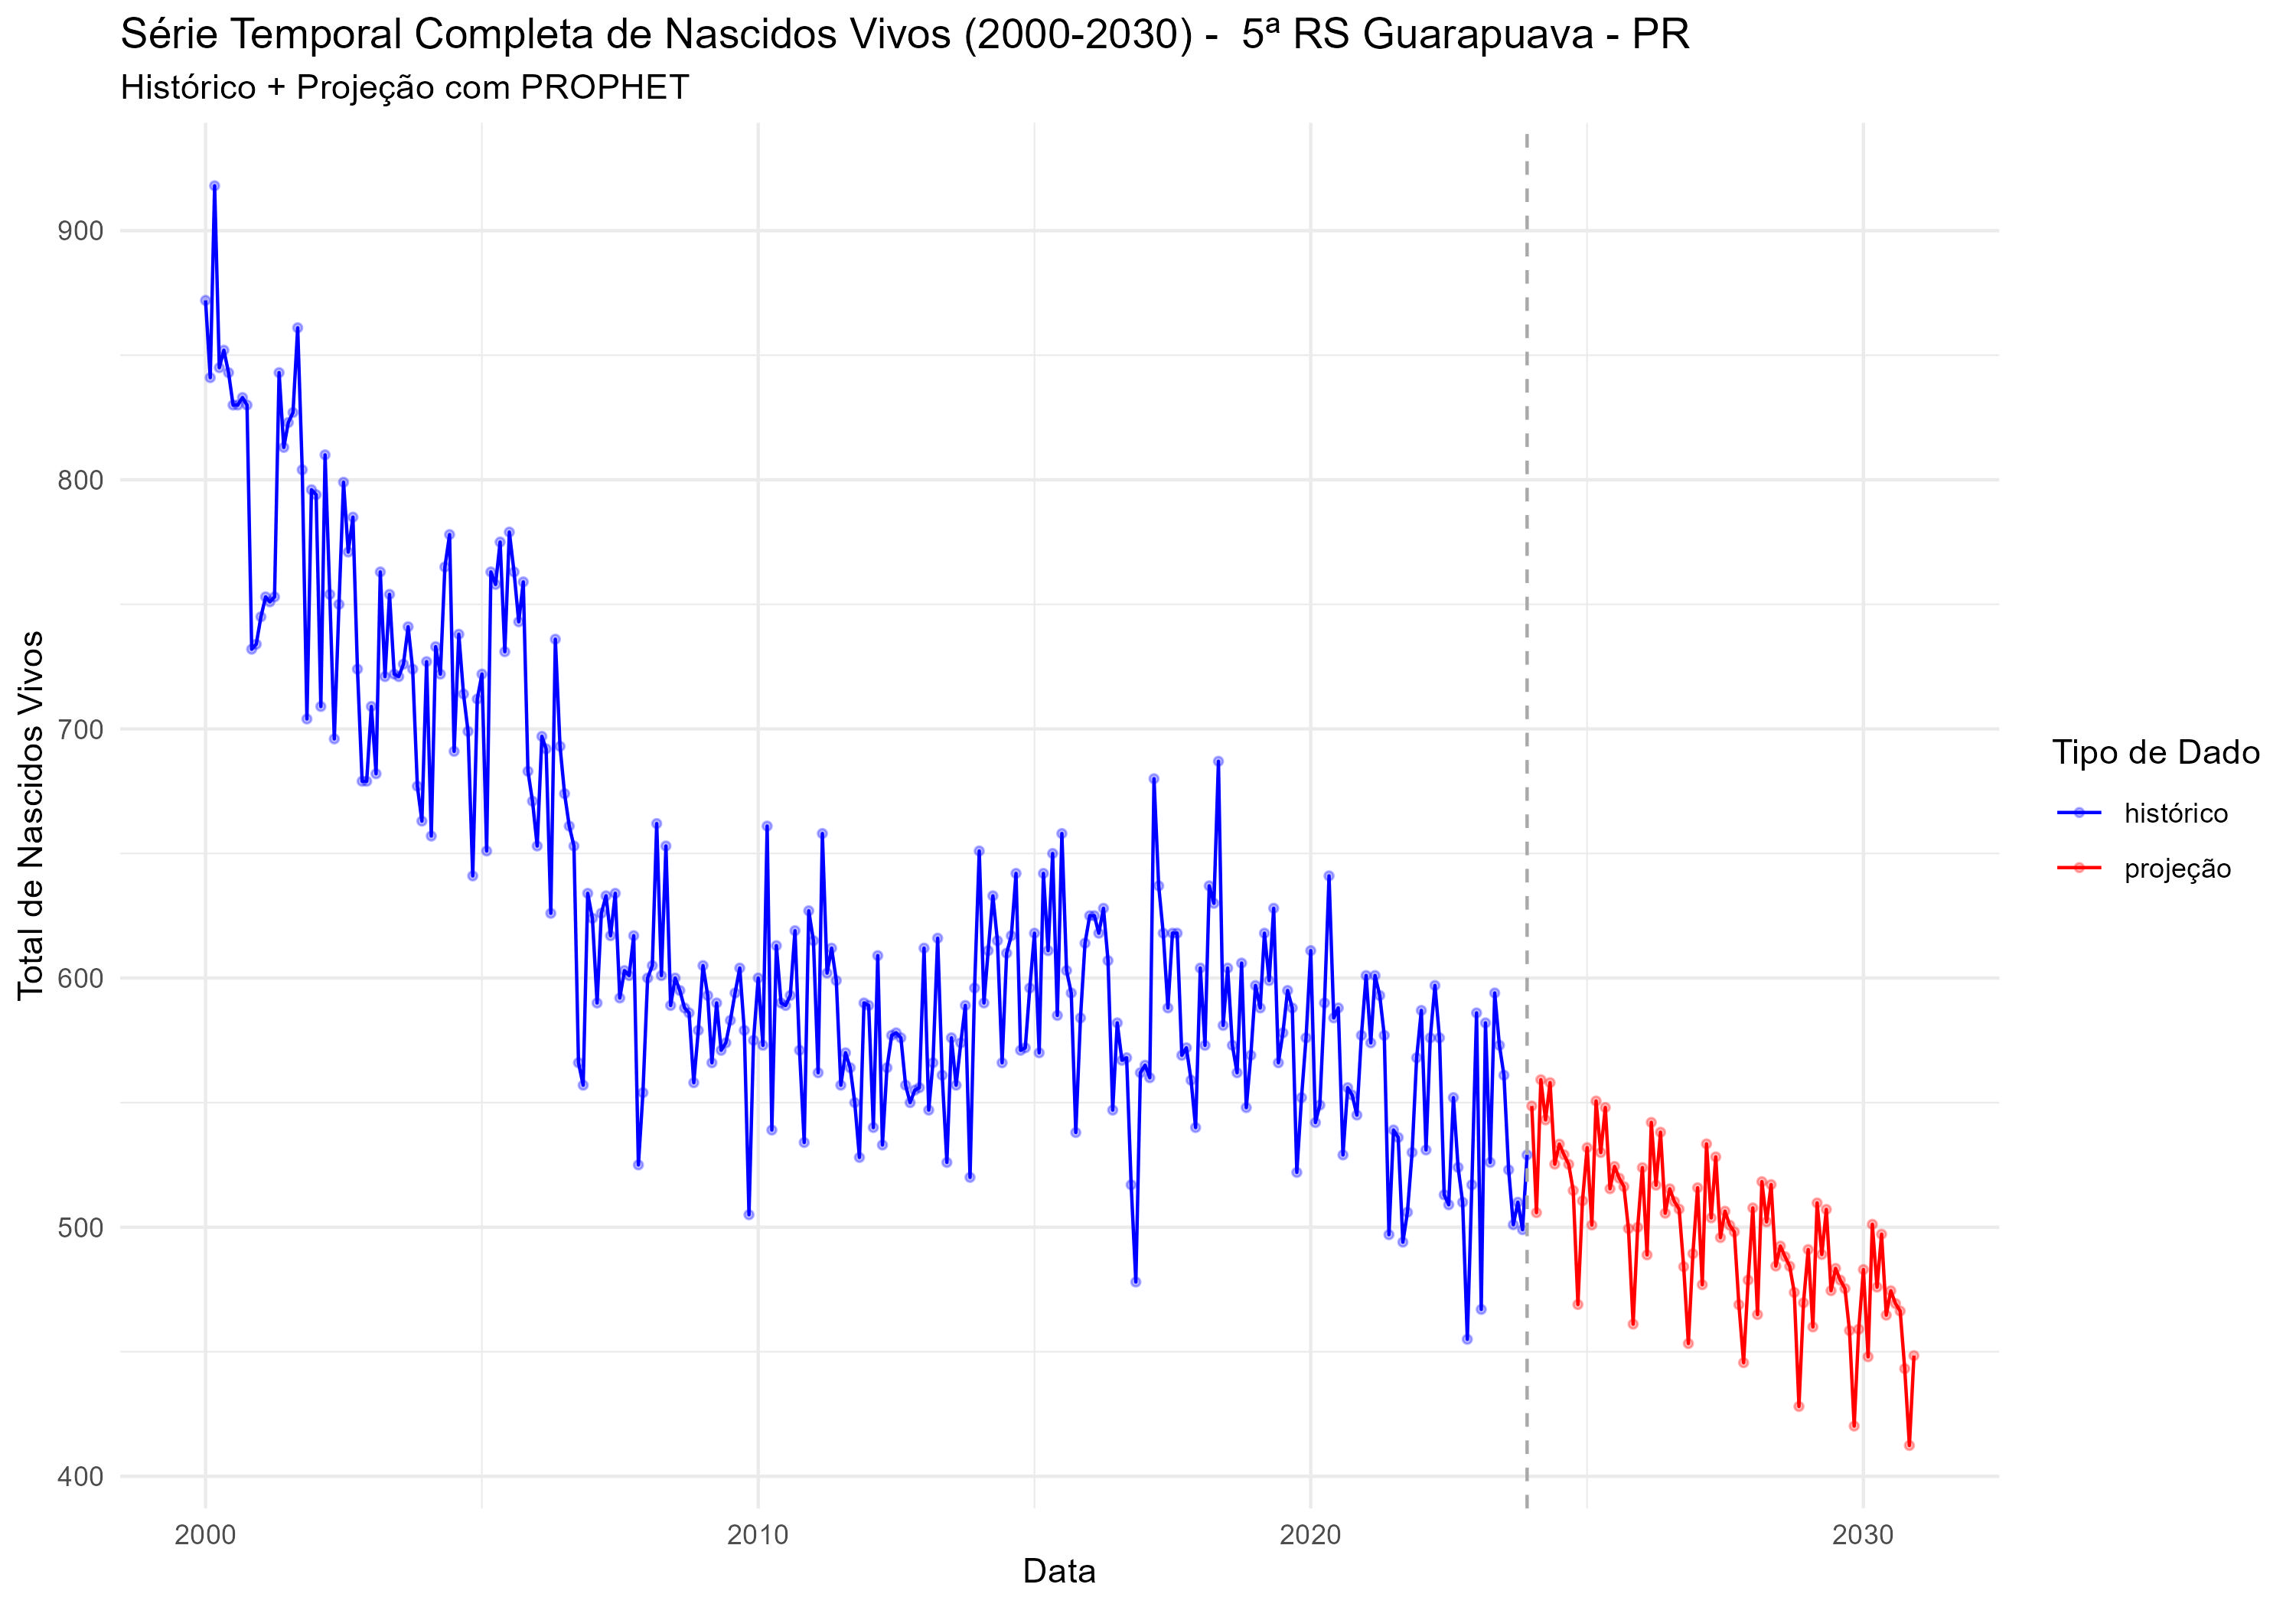 Série Temporal Completa de Nascidos Vivos (2000-2030) -  5ª RS Guarapuava - PR
Histórico + Projeção com PROPHET
Total de Nascidos Vivos
900
800
700
600
500
400
2000
2010
2020
2030
Data
Tipo de Dado
histórico
projeção